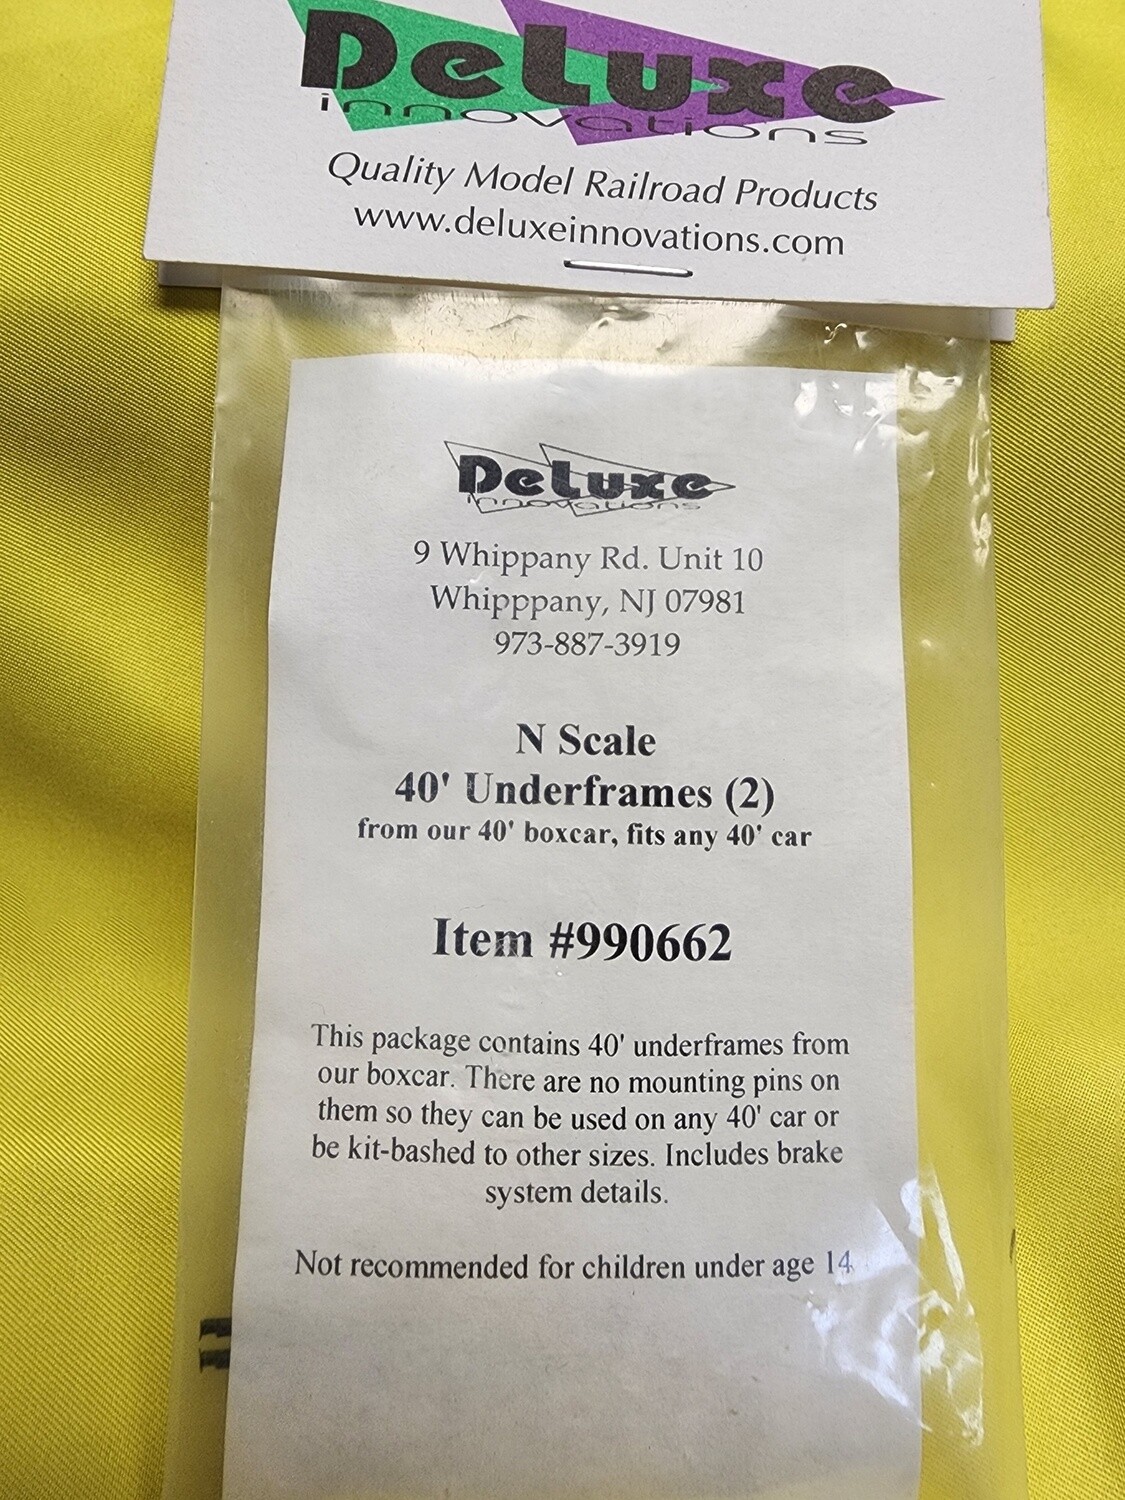 DeLuxe
innovations
Quality Model Railroad Products
www.deluxeinnovations.com
DeLuxe
innovations
9 Whippany Rd. Unit 10
Whipppany, NJ 07981
973-887-3919
N Scale
40' Underframes (2)
from our 40' boxcar, fits any 40' car
Item #990662
This package contains 40' underframes from
our boxcar. There are no mounting pins on
them so they can be used on any 40' car or
be kit-bashed to other sizes. Includes brake
system details.
Not recommended for children under age 14